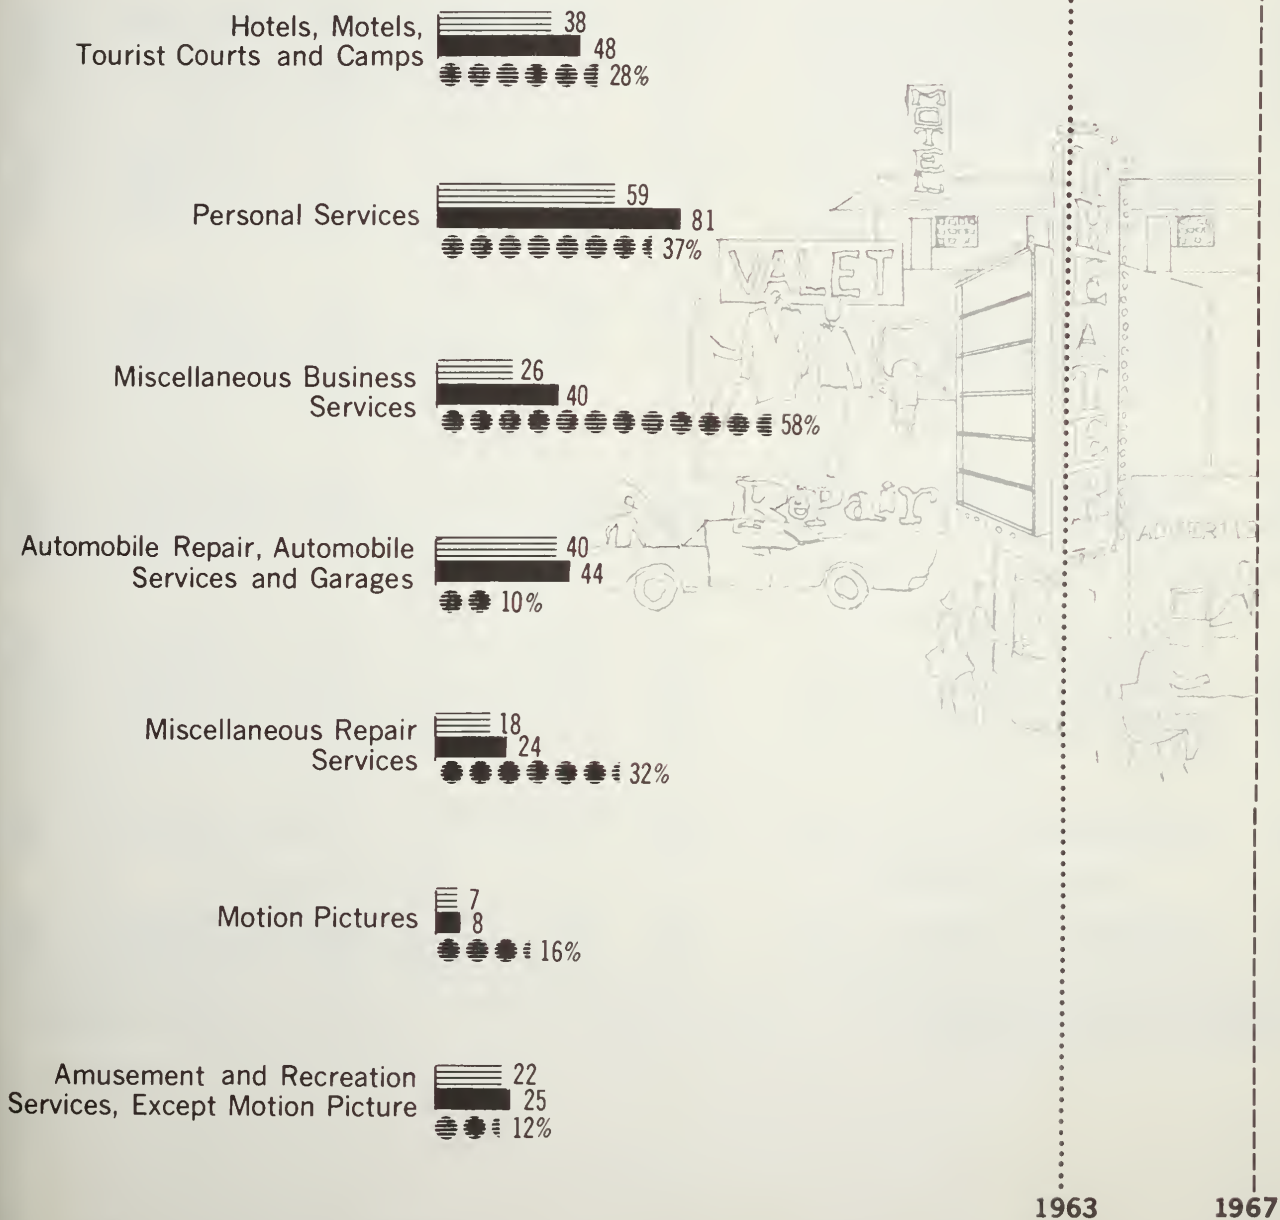 Hotels, Motels,
Tourist Courts and Camps
38
48
28%
Personal Services
59
81
37%
Miscellaneous Business
Services
26
40
58%
Automobile Repair, Automobile
Services and Garages
40
44
10%
Miscellaneous Repair
Services
18
24
32%
Motion Pictures
7
8
16%
Amusement and Recreation
Services, Except Motion Picture
22
25
12%
MOTEL
VALET
Repair
1963
1967